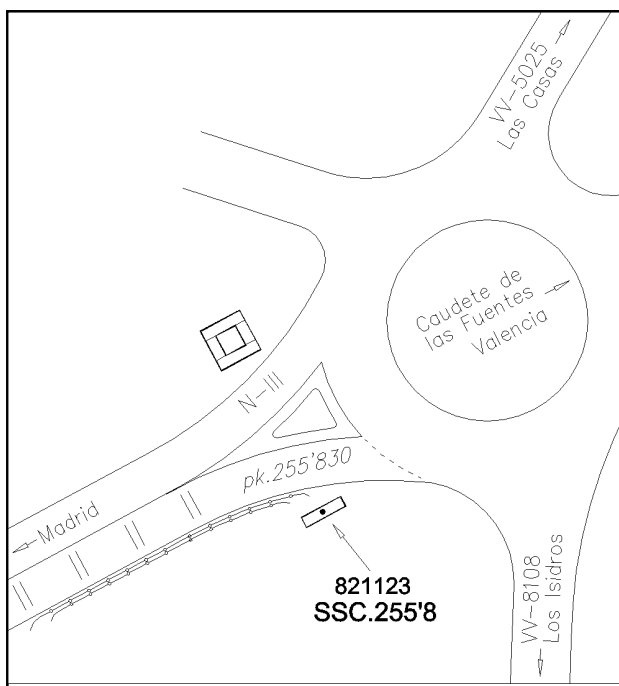 VV-5025
Las Casas
Caudete de
las Fuentes
Valencia
N-III
pk.255'830
Madrid
821123
SSC.255'8
VV-8108
Los Isidros